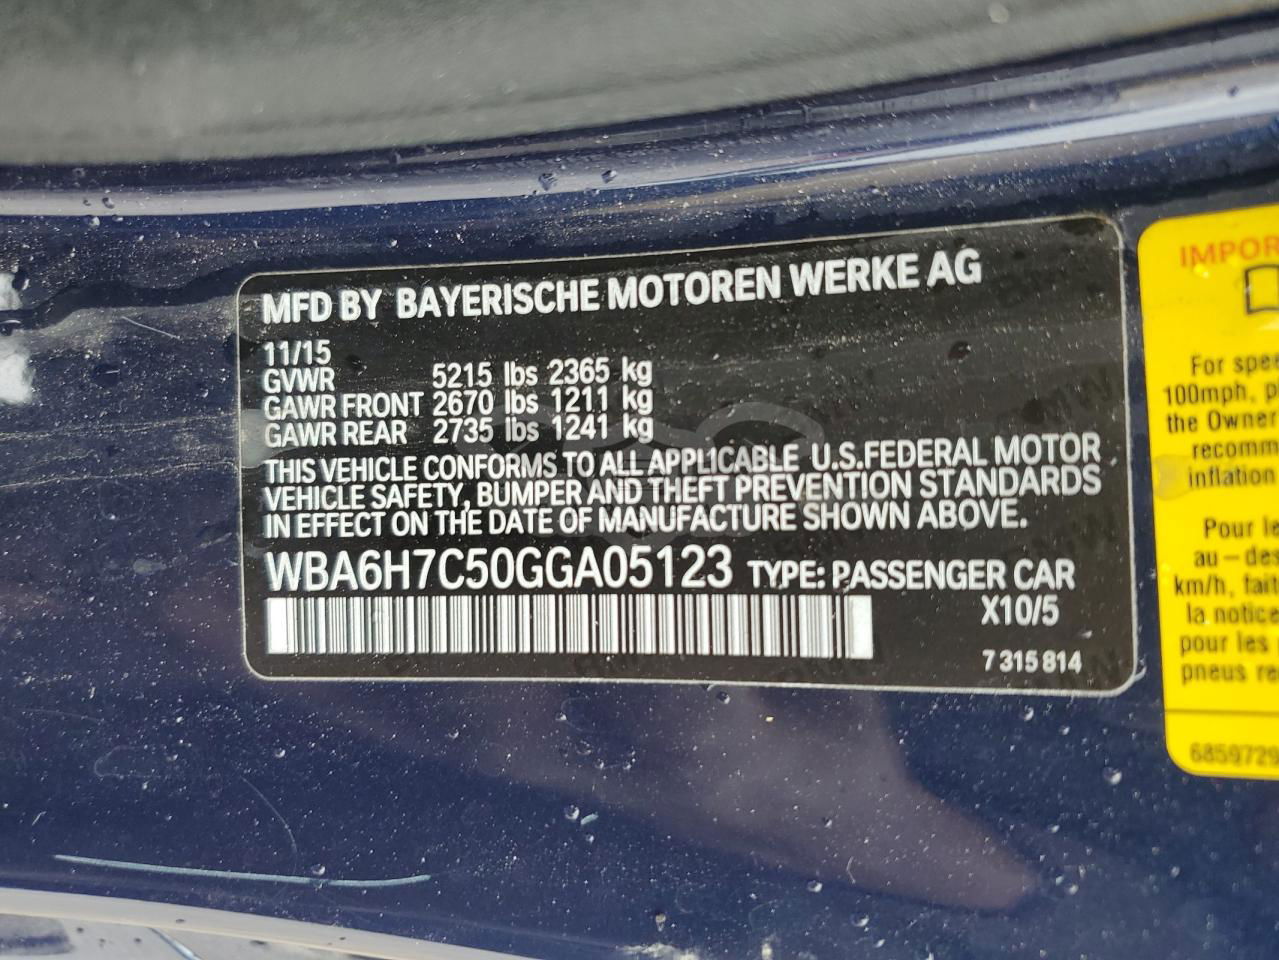 MFD BY BAYERISCHE MOTOREN WERKE AG
11/15
GVWR 5215 lbs 2365 kg
GAWR FRONT 2670 lbs 1211 kg
GAWR REAR 2735 lbs 1241 kg
THIS VEHICLE CONFORMS TO ALL APPL1CABLE U.S.FEDERAL MOTOR
VEHICLE SAFETY, BUMPER AND THEFT PREVENTION STANDARDS
IN EFFECT ON THE DATE OF MANUFACTURE SHOWN ABOVE.
WBA6H7C50GGA05123 TYPE: PASSENGER CAR
X10/5
7 315 814
IMPOR
For spee
100mph, p
the Owner
recomm
inflation
Pour le
au-des
km/h, fait
la notice
pour les
pneus re
6859729